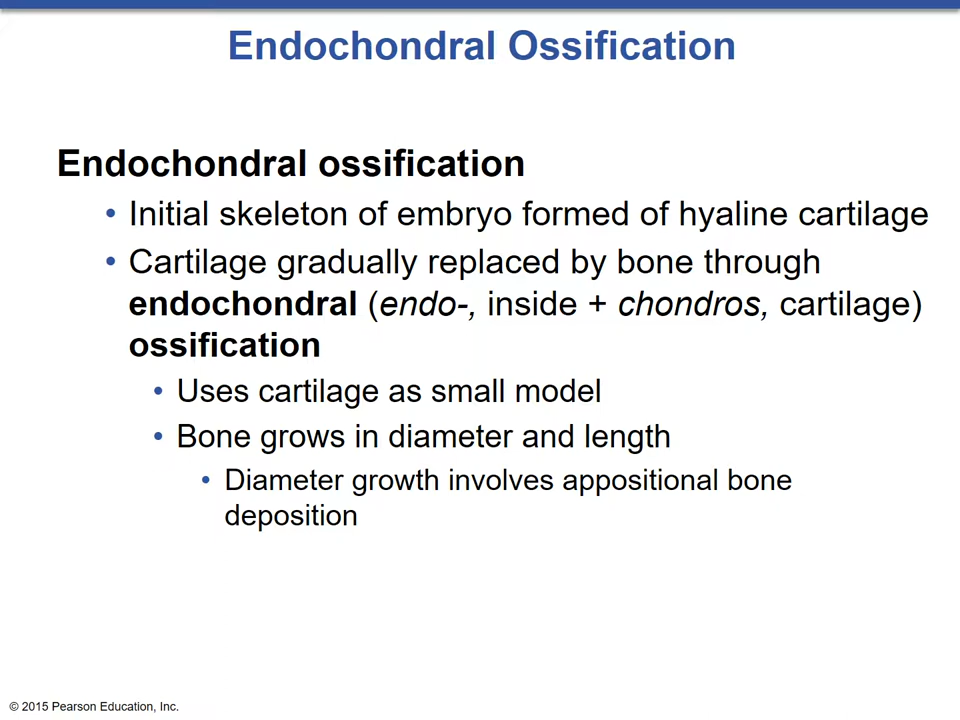 Endochondral Ossification
Endochondral ossification
• Initial skeleton of embryo formed of hyaline cartilage
• Cartilage gradually replaced by bone through
endochondral (endo-, inside + chondros, cartilage)
ossification
• Uses cartilage as small model
• Bone grows in diameter and length
• Diameter growth involves appositional bone
deposition
© 2015 Pearson Education, Inc.